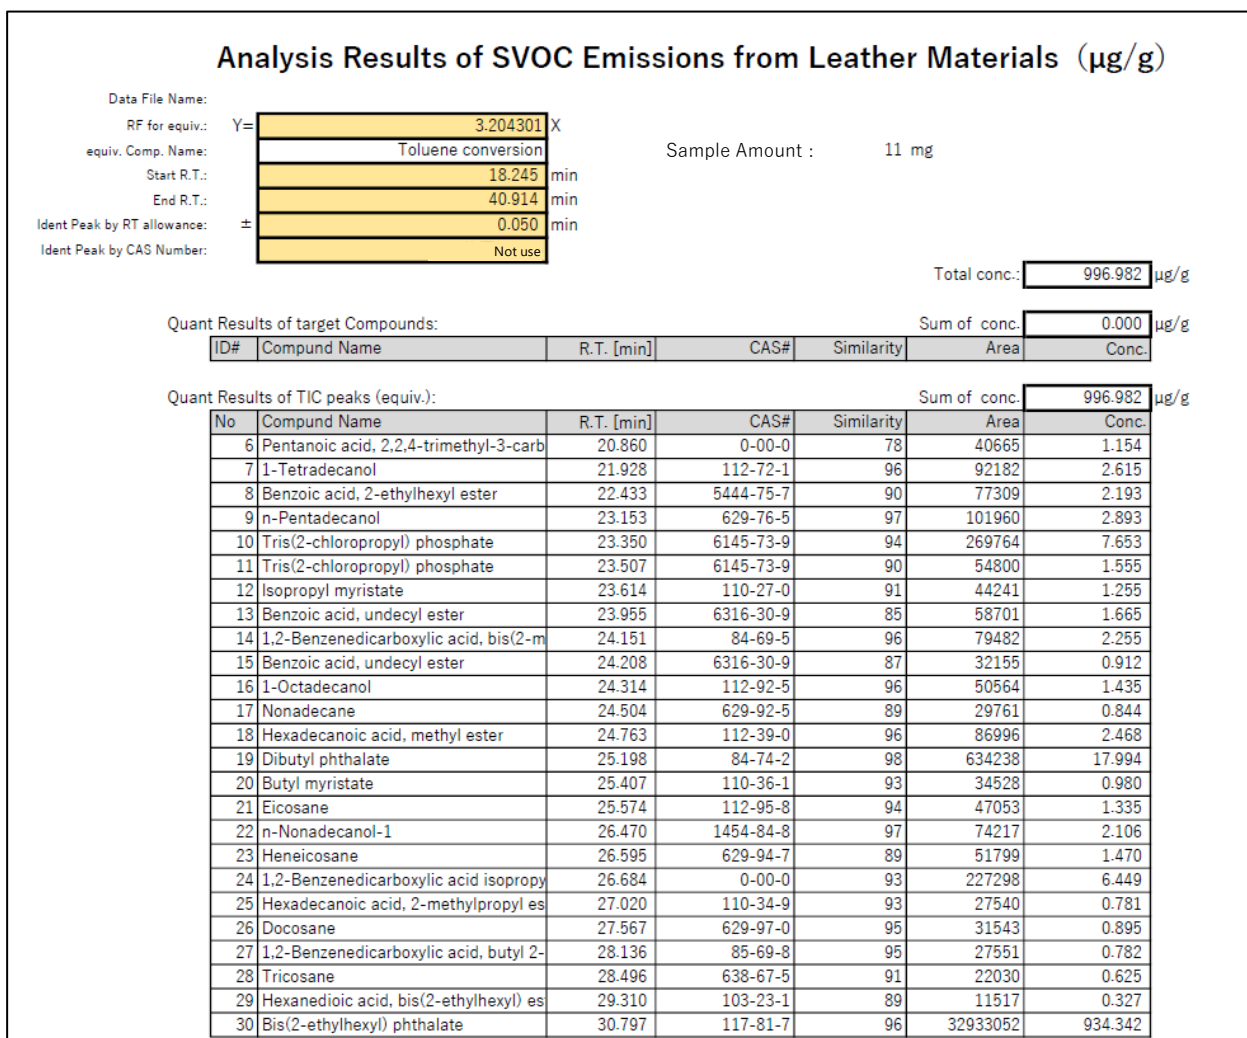 Analysis Results of SVOC Emissions from Leather Materials (μg/g)
Data File Name:
RF for equiv.: Y= 3.204301 X
equiv. Comp. Name: Toluene conversion Sample Amount : 11 mg
Start R.T.: 18.245 min
End R.T.: 40.914 min
Ident Peak by RT allowance: ± 0.050 min
Ident Peak by CAS Number: Not use
Total conc.: 996.982 μg/g
Quant Results of target Compounds: Sum of conc. 0.000 μg/g
ID# Compund Name R.T. [min] CAS# Similarity Area Conc.
Quant Results of TIC peaks (equiv.): Sum of conc. 996.982 μg/g
No Compund Name R.T. [min] CAS# Similarity Area Conc.
6 Pentanoic acid, 2,2,4-trimethyl-3-carb 20.860 0-00-0 78 40665 1.154
7 1-Tetradecanol 21.928 112-72-1 96 92182 2.615
8 Benzoic acid, 2-ethylhexyl ester 22.433 5444-75-7 90 77309 2.193
9 n-Pentadecanol 23.153 629-76-5 97 101960 2.893
10 Tris(2-chloropropyl) phosphate 23.350 6145-73-9 94 269764 7.653
11 Tris(2-chloropropyl) phosphate 23.507 6145-73-9 90 54800 1.555
12 Isopropyl myristate 23.614 110-27-0 91 44241 1.255
13 Benzoic acid, undecyl ester 23.955 6316-30-9 85 58701 1.665
14 1,2-Benzenedicarboxylic acid, bis(2-m 24.151 84-69-5 96 79482 2.255
15 Benzoic acid, undecyl ester 24.208 6316-30-9 87 32155 0.912
16 1-Octadecanol 24.314 112-92-5 96 50564 1.435
17 Nonadecane 24.504 629-92-5 89 29761 0.844
18 Hexadecanoic acid, methyl ester 24.763 112-39-0 96 86996 2.468
19 Dibutyl phthalate 25.198 84-74-2 98 634238 17.994
20 Butyl myristate 25.407 110-36-1 93 34528 0.980
21 Eicosane 25.574 112-95-8 94 47053 1.335
22 n-Nonadecanol-1 26.470 1454-84-8 97 74217 2.106
23 Heneicosane 26.595 629-94-7 89 51799 1.470
24 1,2-Benzenedicarboxylic acid isopropy 26.684 0-00-0 93 227298 6.449
25 Hexadecanoic acid, 2-methylpropyl es 27.020 110-34-9 93 27540 0.781
26 Docosane 27.567 629-97-0 95 31543 0.895
27 1,2-Benzenedicarboxylic acid, butyl 2- 28.136 85-69-8 95 27551 0.782
28 Tricosane 28.496 638-67-5 91 22030 0.625
29 Hexanedioic acid, bis(2-ethylhexyl) es 29.310 103-23-1 89 11517 0.327
30 Bis(2-ethylhexyl) phthalate 30.797 117-81-7 96 32933052 934.342